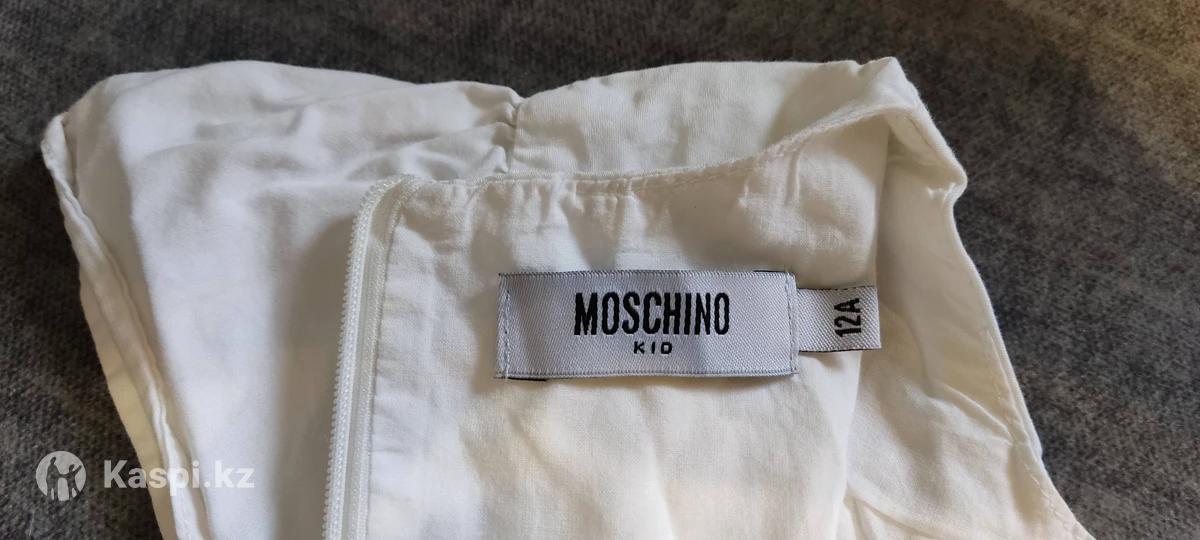 MOSCHINO
KID
12A
Kaspi.kz